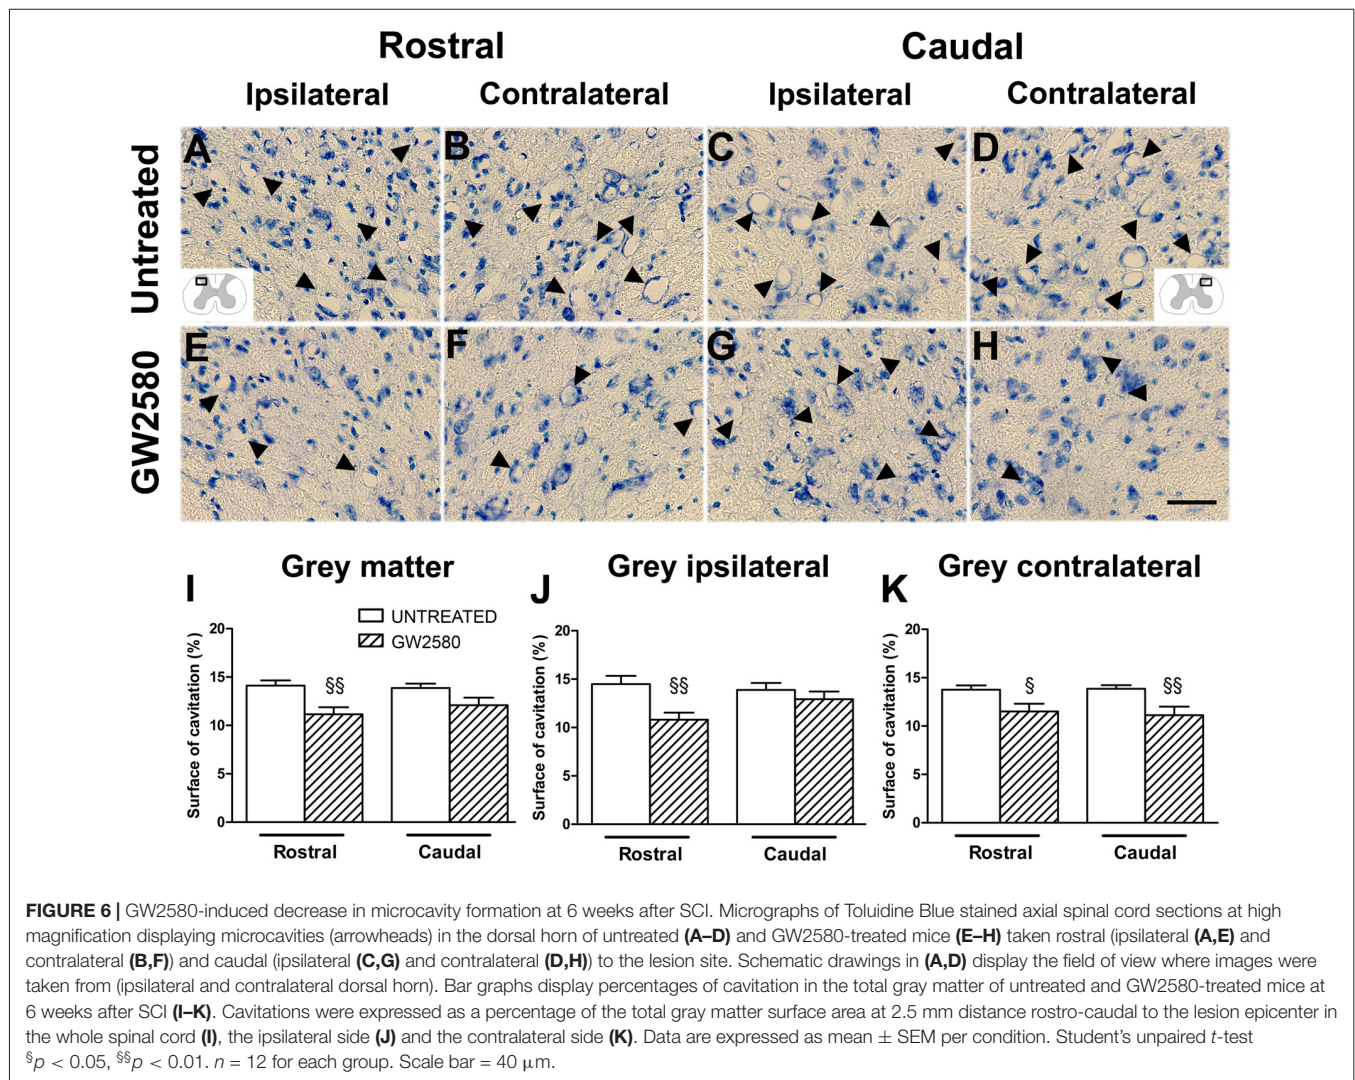 Rostral Caudal
Ipsilateral Contralateral Ipsilateral Contralateral
Untreated
A B C D
GW2580
E F G H
I Grey matter J Grey ipsilateral K Grey contralateral
UNTREATED
GW2580
Surface of cavitation (%)
20
15
10
5
0
§§
Rostral Caudal
Surface of cavitation (%)
20
15
10
5
0
§§
Rostral Caudal
Surface of cavitation (%)
20
15
10
5
0
§ §§
Rostral Caudal
FIGURE 6 | GW2580-induced decrease in microcavity formation at 6 weeks after SCI. Micrographs of Toluidine Blue stained axial spinal cord sections at high
magnification displaying microcavities (arrowheads) in the dorsal horn of untreated (A–D) and GW2580-treated mice (E–H) taken rostral (ipsilateral (A,E) and
contralateral (B,F)) and caudal (ipsilateral (C,G) and contralateral (D,H)) to the lesion site. Schematic drawings in (A,D) display the field of view where images were
taken from (ipsilateral and contralateral dorsal horn). Bar graphs display percentages of cavitation in the total gray matter of untreated and GW2580-treated mice at
6 weeks after SCI (I–K). Cavitations were expressed as a percentage of the total gray matter surface area at 2.5 mm distance rostro-caudal to the lesion epicenter in
the whole spinal cord (I), the ipsilateral side (J) and the contralateral side (K). Data are expressed as mean ± SEM per condition. Student's unpaired t-test
§p < 0.05, §§p < 0.01. n = 12 for each group. Scale bar = 40 μm.